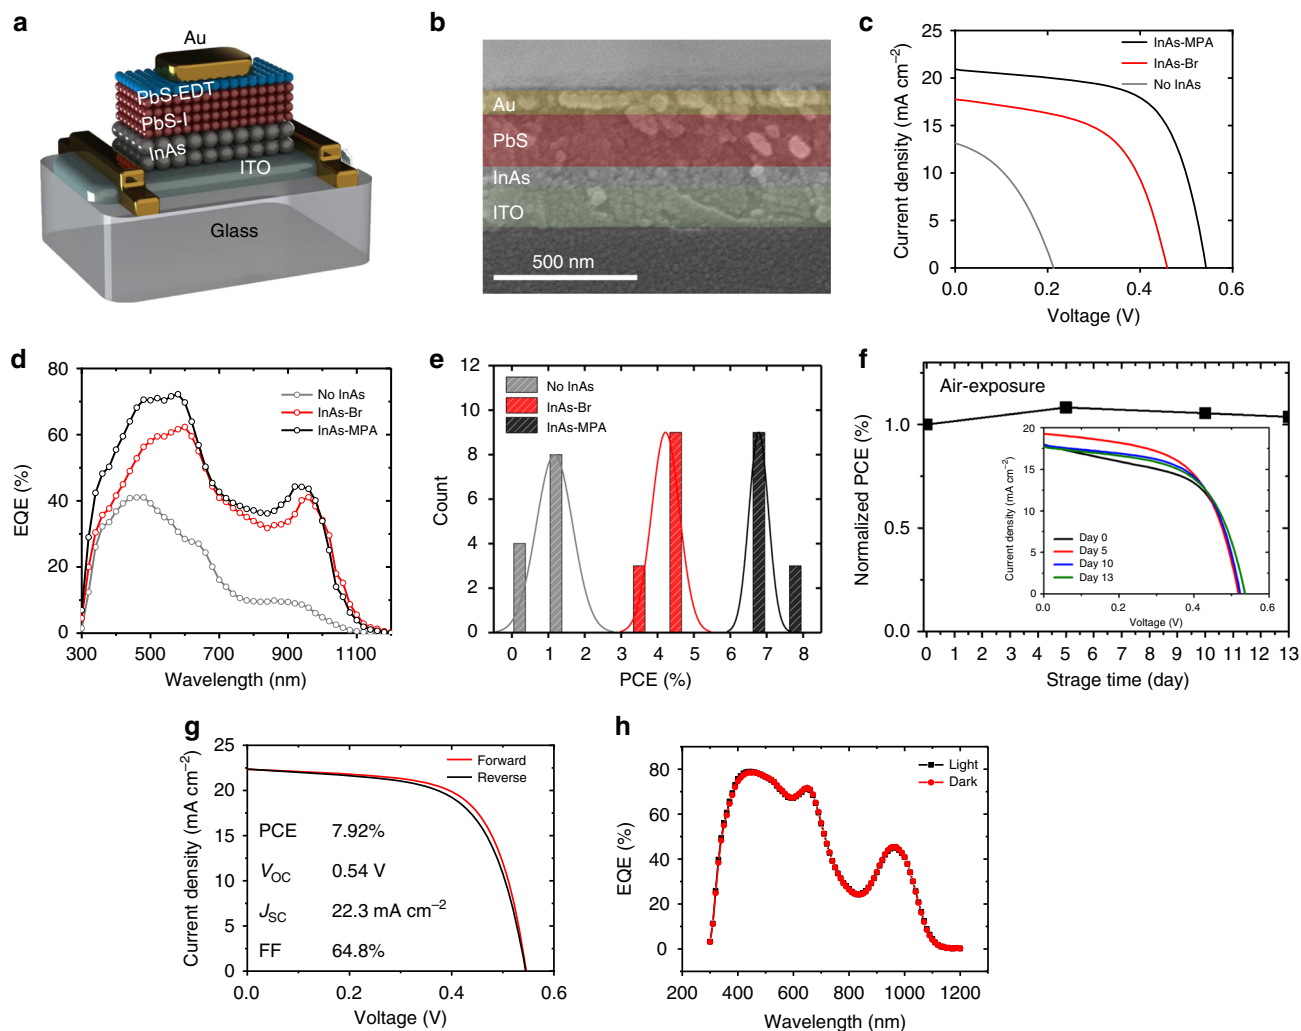 a
Au
PbS-EDT
PbS-I
InAs
ITO
Glass
b
Au
PbS
InAs
ITO
500 nm
c
25
20
15
10
5
0
Current density (mA cm−2)
InAs-MPA
InAs-Br
No InAs
0.0 0.2 0.4 0.6
Voltage (V)
d
80
60
40
20
0
EQE (%)
No InAs
InAs-Br
InAs-MPA
300 500 700 900 1100
Wavelength (nm)
e
12
10
8
6
4
2
0
Count
No InAs
InAs-Br
InAs-MPA
0 1 2 3 4 5 6 7 8
PCE (%)
f
Air-exposure
1.0
0.5
0.0
Normalized PCE (%)
20
15
10
5
0
Current density (mA cm−2)
Day 0
Day 5
Day 10
Day 13
0.0 0.2 0.4 0.6
Voltage (V)
0 1 2 3 4 5 6 7 8 9 10 11 12 13
Strage time (day)
g
25
20
15
10
5
0
Current density (mA cm−2)
Forward
Reverse
PCE 7.92%
VOC 0.54 V
JSC 22.3 mA cm−2
FF 64.8%
0.0 0.2 0.4 0.6
Voltage (V)
h
80
60
40
20
0
EQE (%)
Light
Dark
200 400 600 800 1000 1200
Wavelength (nm)